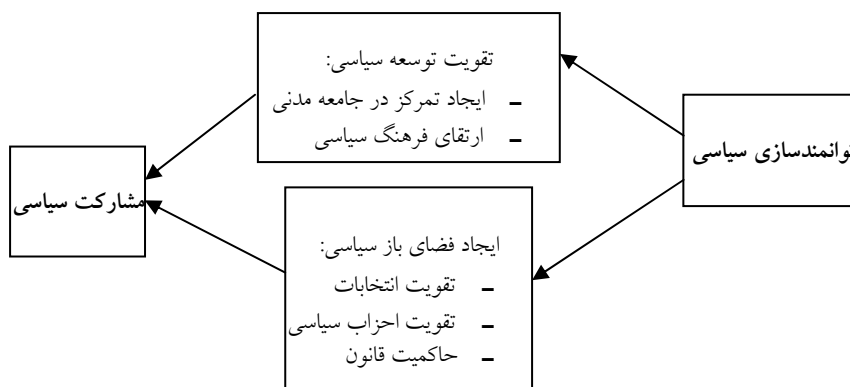 توانمندسازی سیاسی
تقویت توسعه سیاسی:
- ایجاد تمرکز در جامعه مدنی
- ارتقای فرهنگ سیاسی
ایجاد فضای باز سیاسی:
- تقویت انتخابات
- تقویت احزاب سیاسی
- حاکمیت قانون
مشارکت سیاسی